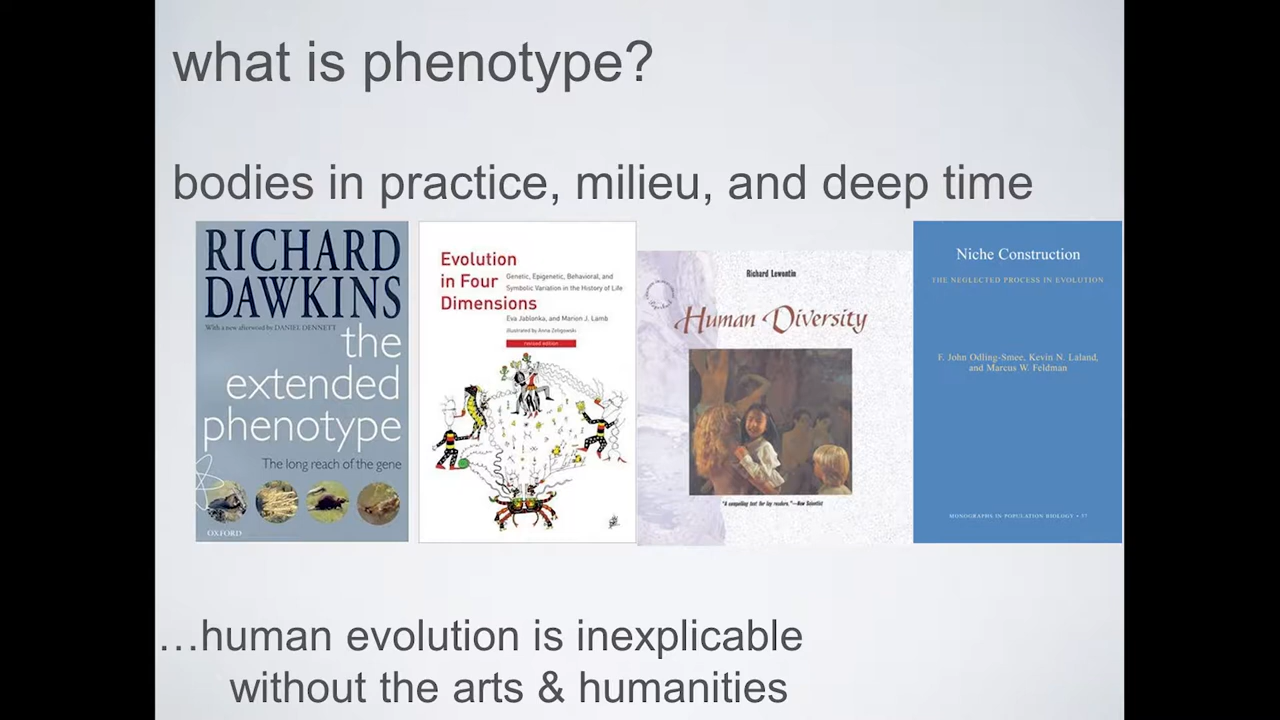 what is phenotype?
bodies in practice, milieu, and deep time
RICHARD
DAWKINS
With a new afterword by DANIEL DENNETT
the
extended
phenotype
The long reach of the gene
OXFORD
Evolution
in Four
Dimensions
Genetic, Epigenetic, Behavioral, and
Symbolic Variation in the History of Life
Eva Jablonka, and Marion J. Lamb
illustrated by Anna Zeligowski
revised edition
Richard Lewontin
Human Diversity
"A compelling text for lay readers."—New Scientist
Niche Construction
THE NEGLECTED PROCESS IN EVOLUTION
F. John Odling-Smee, Kevin N. Laland,
and Marcus W. Feldman
MONOGRAPHS IN POPULATION BIOLOGY • 37
…human evolution is inexplicable
without the arts & humanities